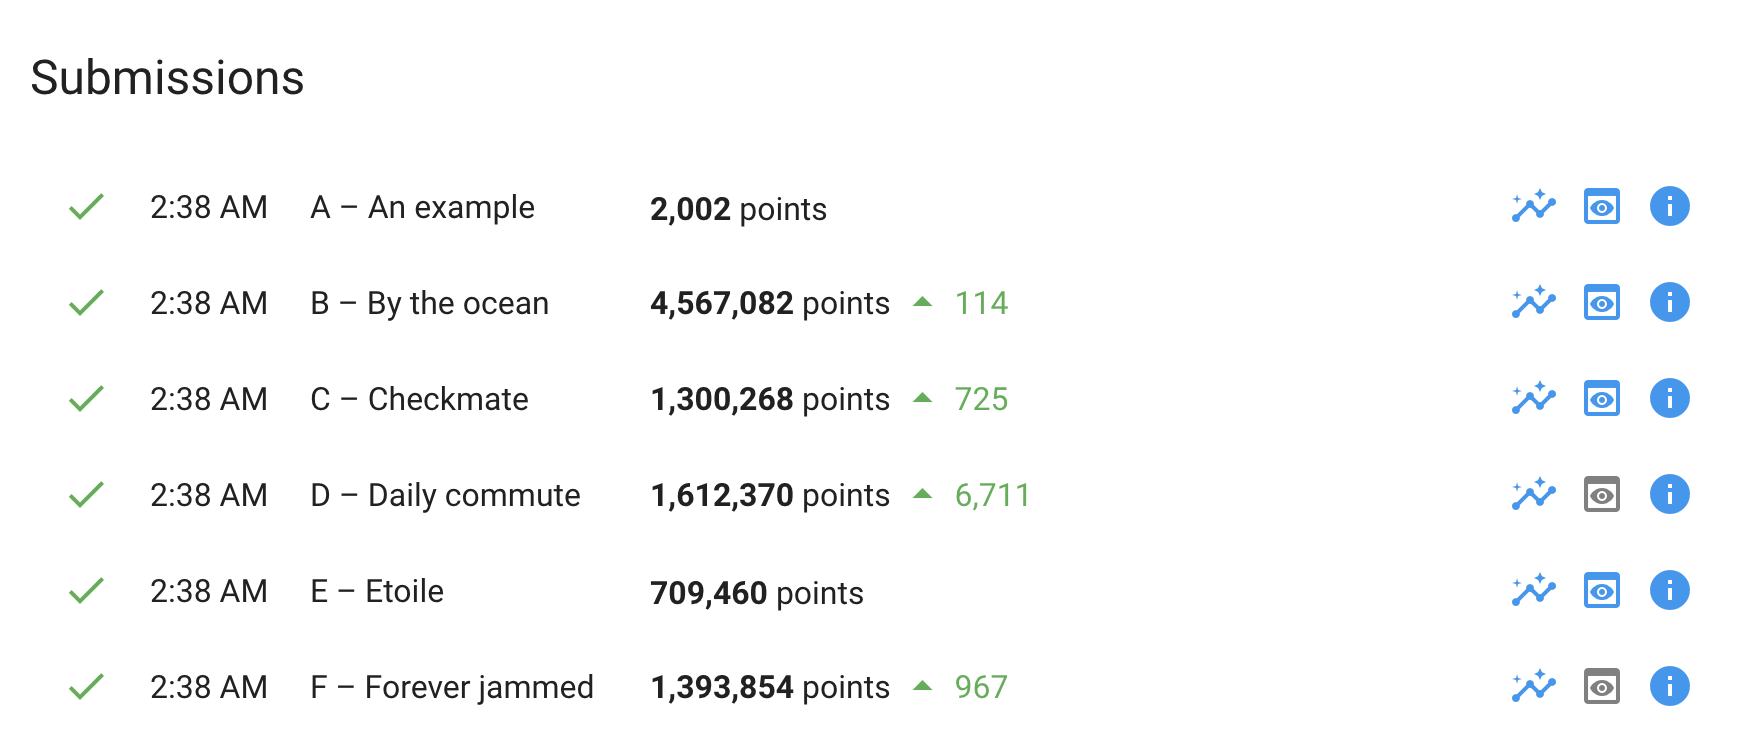 Submissions
2:38 AM A – An example 2,002 points
2:38 AM B – By the ocean 4,567,082 points 114
2:38 AM C – Checkmate 1,300,268 points 725
2:38 AM D – Daily commute 1,612,370 points 6,711
2:38 AM E – Etoile 709,460 points
2:38 AM F – Forever jammed 1,393,854 points 967